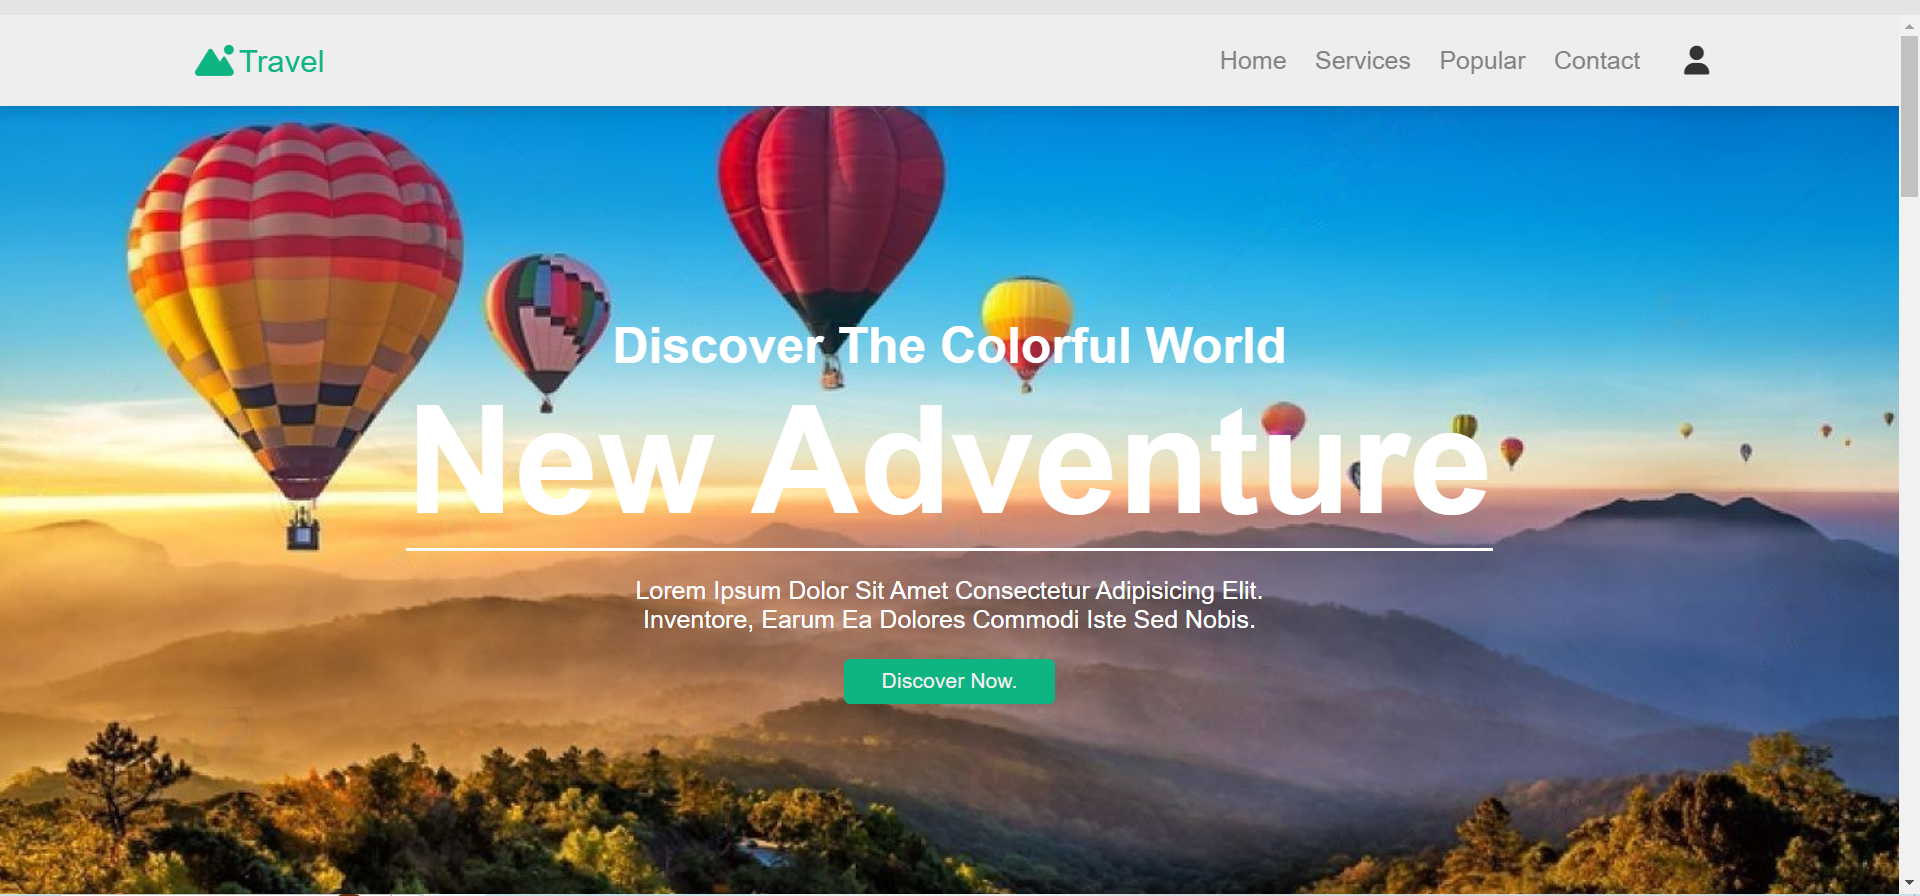 Travel
Home Services Popular Contact
Discover The Colorful World
New Adventure
Lorem Ipsum Dolor Sit Amet Consectetur Adipisicing Elit.
Inventore, Earum Ea Dolores Commodi Iste Sed Nobis.
Discover Now.